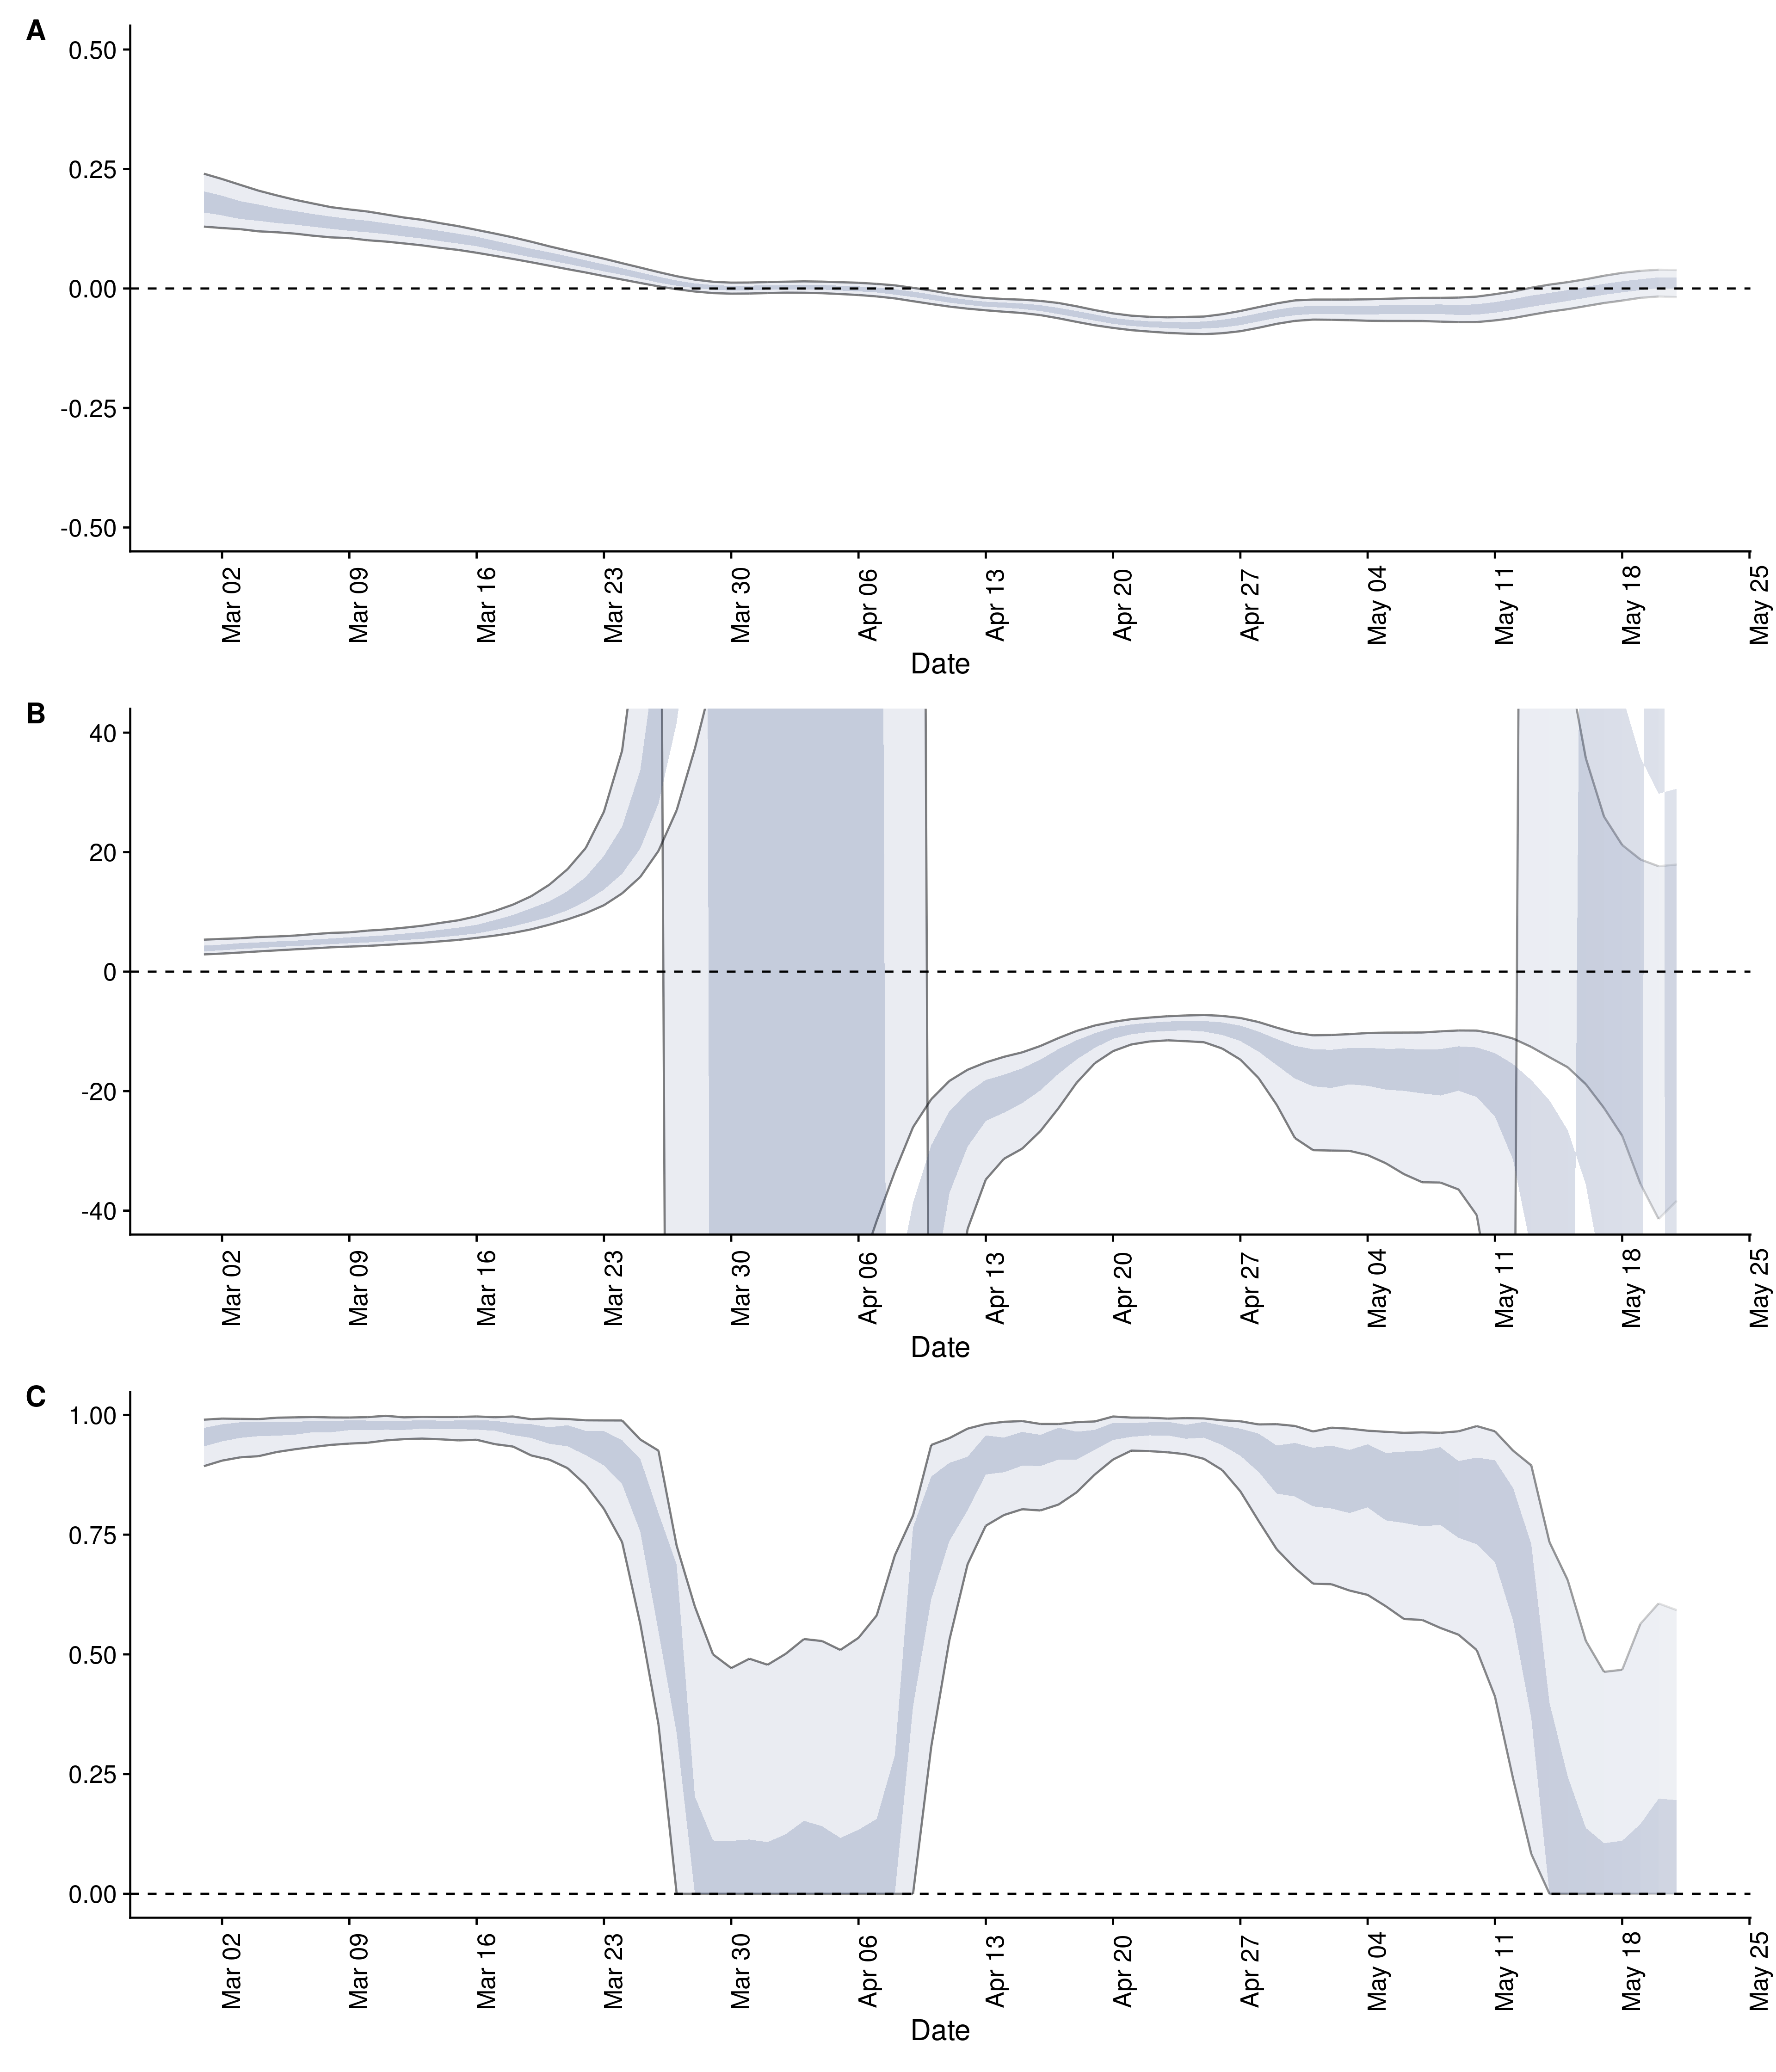 A
0.50
0.25
0.00
-0.25
-0.50
Mar 02
Mar 09
Mar 16
Mar 23
Mar 30
Apr 06
Apr 13
Apr 20
Apr 27
May 04
May 11
May 18
May 25
Date
B
40
20
0
-20
-40
Mar 02
Mar 09
Mar 16
Mar 23
Mar 30
Apr 06
Apr 13
Apr 20
Apr 27
May 04
May 11
May 18
May 25
Date
C
1.00
0.75
0.50
0.25
0.00
Mar 02
Mar 09
Mar 16
Mar 23
Mar 30
Apr 06
Apr 13
Apr 20
Apr 27
May 04
May 11
May 18
May 25
Date